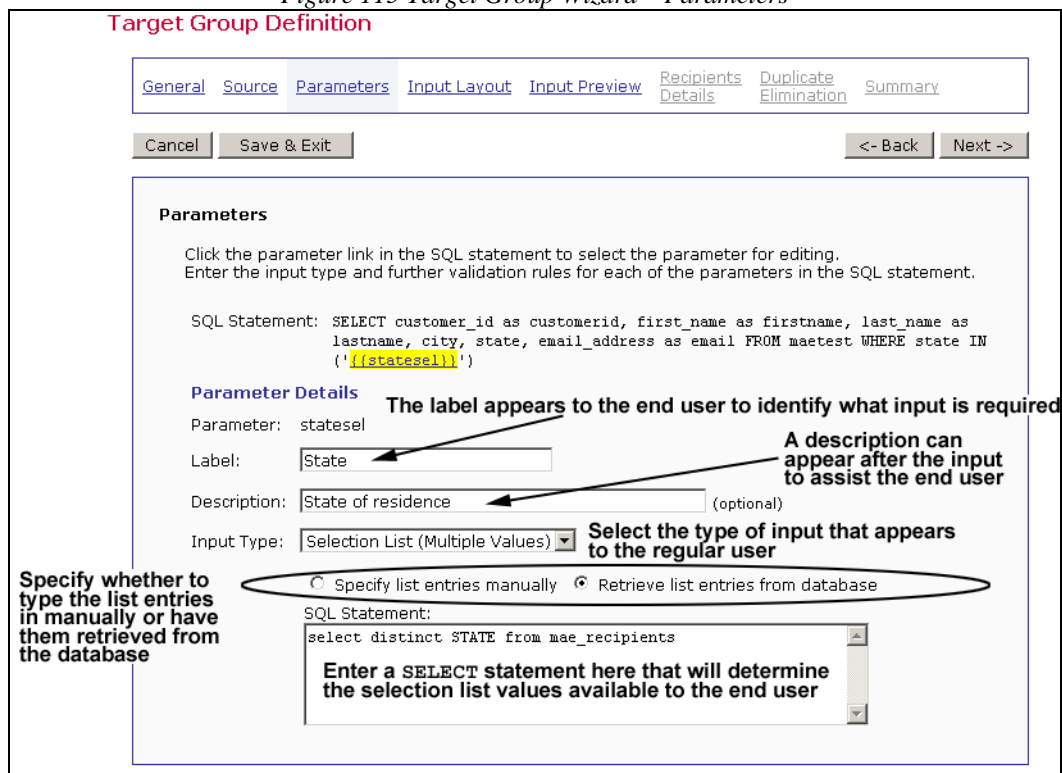 Figure 113 Target Group Wizard – Parameters
Target Group Definition
General Source Parameters Input Layout Input Preview Recipients Details Duplicate Elimination Summary
Cancel Save & Exit <- Back Next ->
Parameters
Click the parameter link in the SQL statement to select the parameter for editing.
Enter the input type and further validation rules for each of the parameters in the SQL statement.
SQL Statement: SELECT customer_id as customerid, first_name as firstname, last_name as
lastname, city, state, email_address as email FROM maetest WHERE state IN
('{{statesel}}')
Parameter Details
The label appears to the end user to identify what input is required
Parameter: statesel
Label: State
A description can
appear after the input
to assist the end user
Description: State of residence (optional)
Input Type: Selection List (Multiple Values)
Select the type of input that appears
to the regular user
Specify whether to
type the list entries
in manually or have
them retrieved from
the database
Specify list entries manually Retrieve list entries from database
SQL Statement:
select distinct STATE from mae_recipients
Enter a SELECT statement here that will determine
the selection list values available to the end user